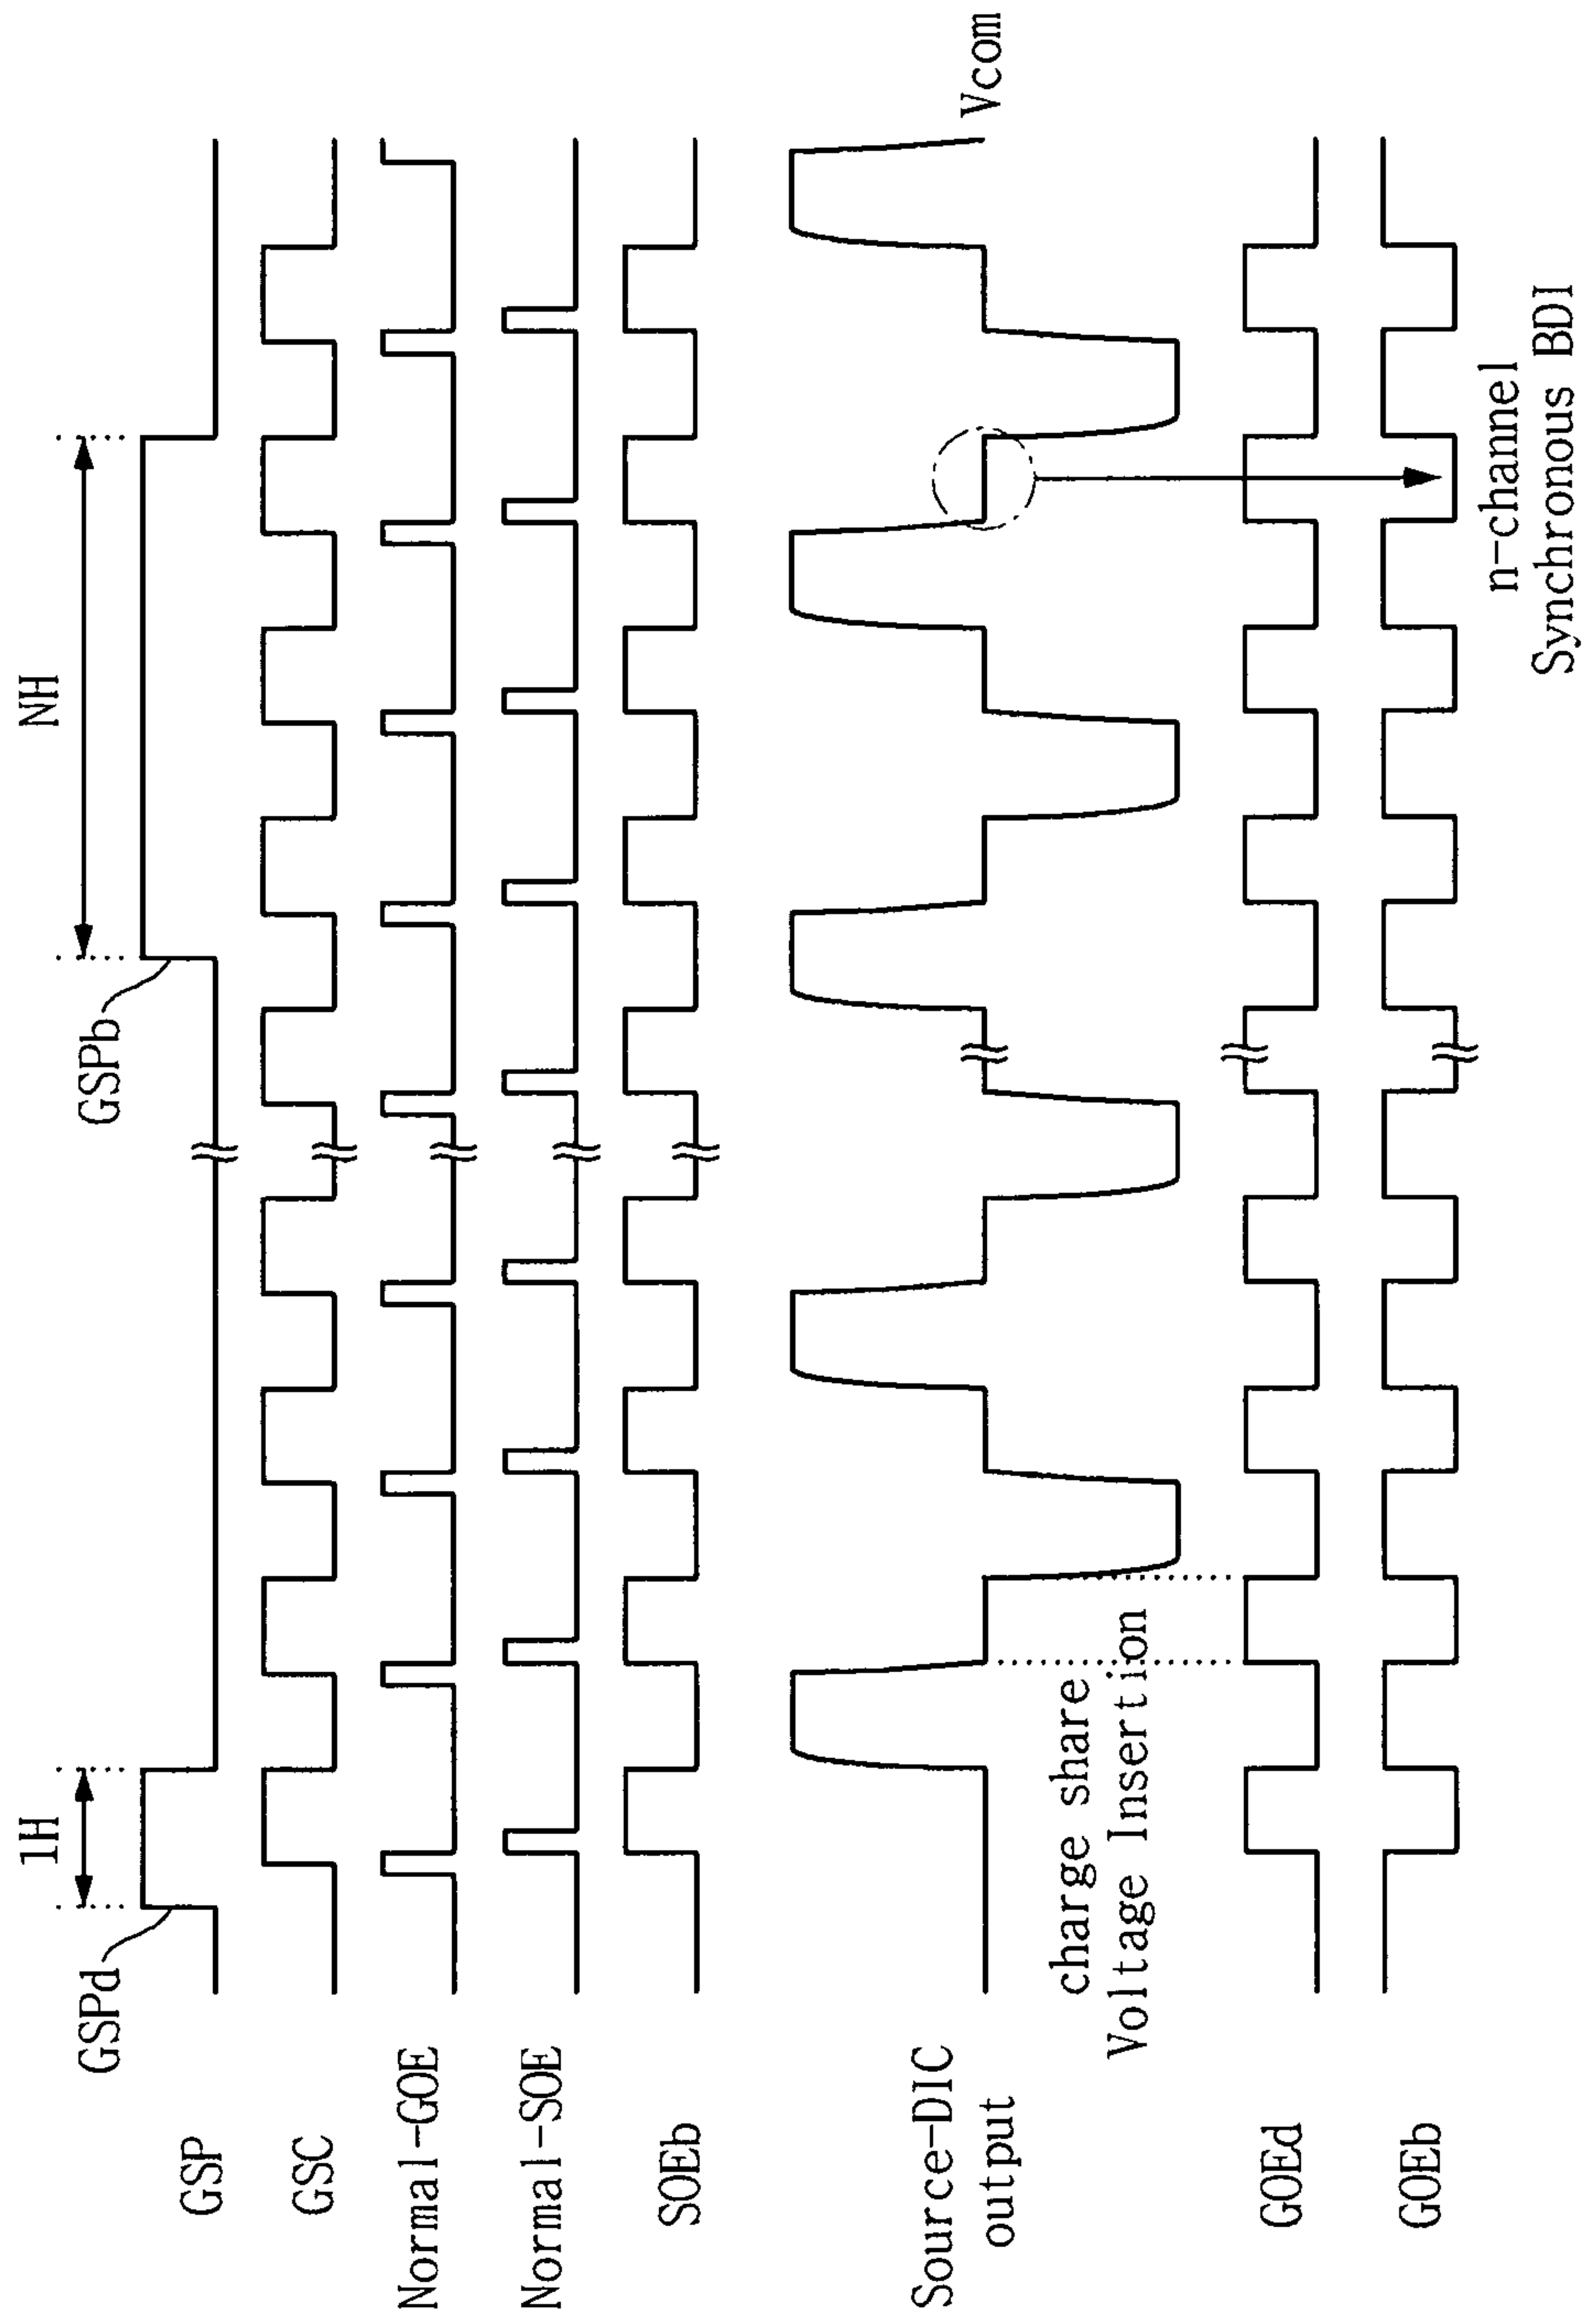 1H
NH
GSPd
GSPb
GSP
GSC
Normal-GOE
Normal-SOE
SOEb
Source-DIC
output
Vcom
charge share
Voltage Insertion
GOEd
GOEb
n-channel
Synchronous BDI